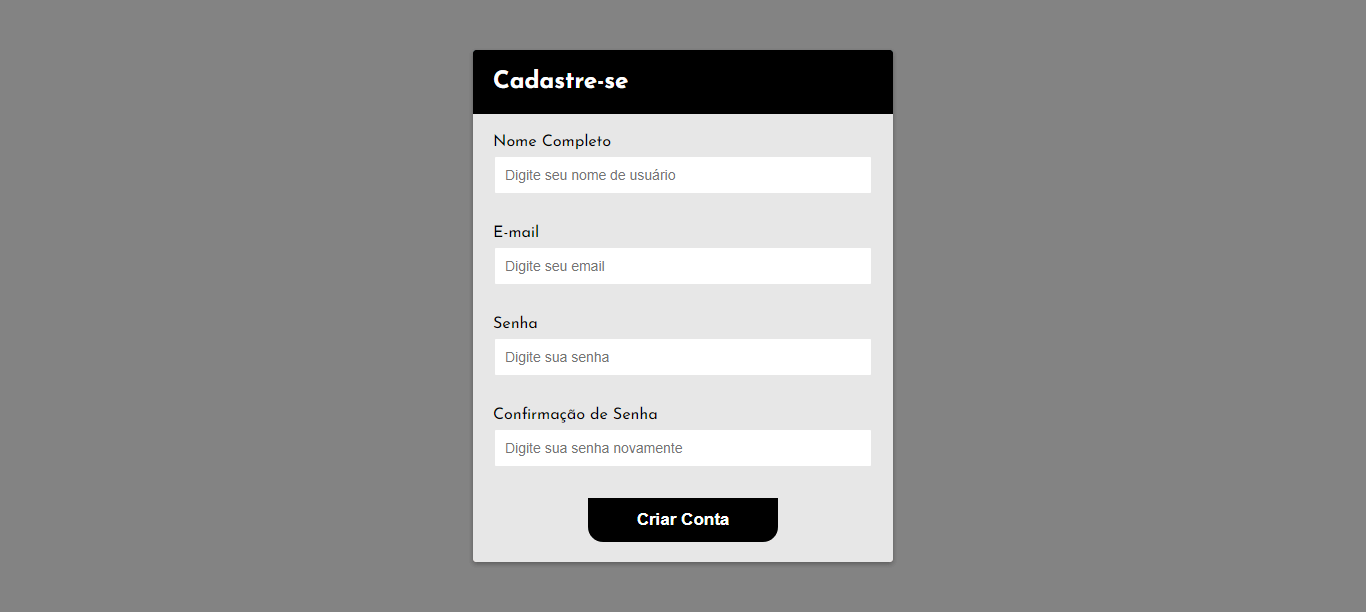 Cadastre-se
Nome Completo
Digite seu nome de usuário
E-mail
Digite seu email
Senha
Digite sua senha
Confirmação de Senha
Digite sua senha novamente
Criar Conta